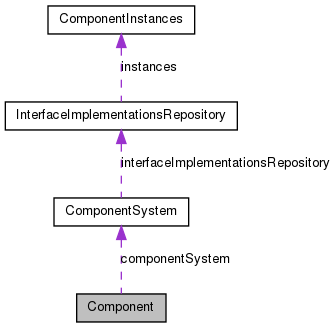 ComponentInstances
instances
InterfaceImplementationsRepository
interfaceImplementationsRepository
ComponentSystem
componentSystem
Component